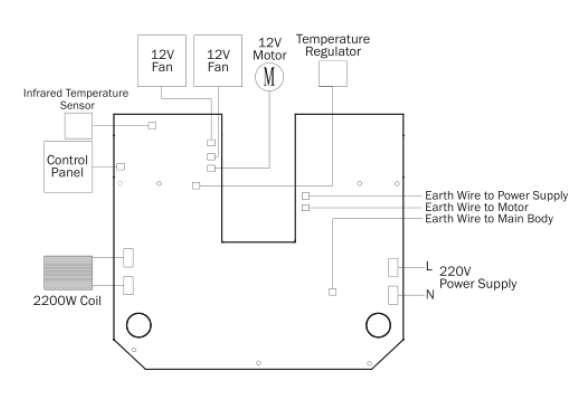 12V
Fan
12V
Fan
12V
Motor
M
Temperature
Regulator
Infrared Temperature
Sensor
Control
Panel
Earth Wire to Power Supply
Earth Wire to Motor
Earth Wire to Main Body
2200W Coil
L
220V
Power Supply
N